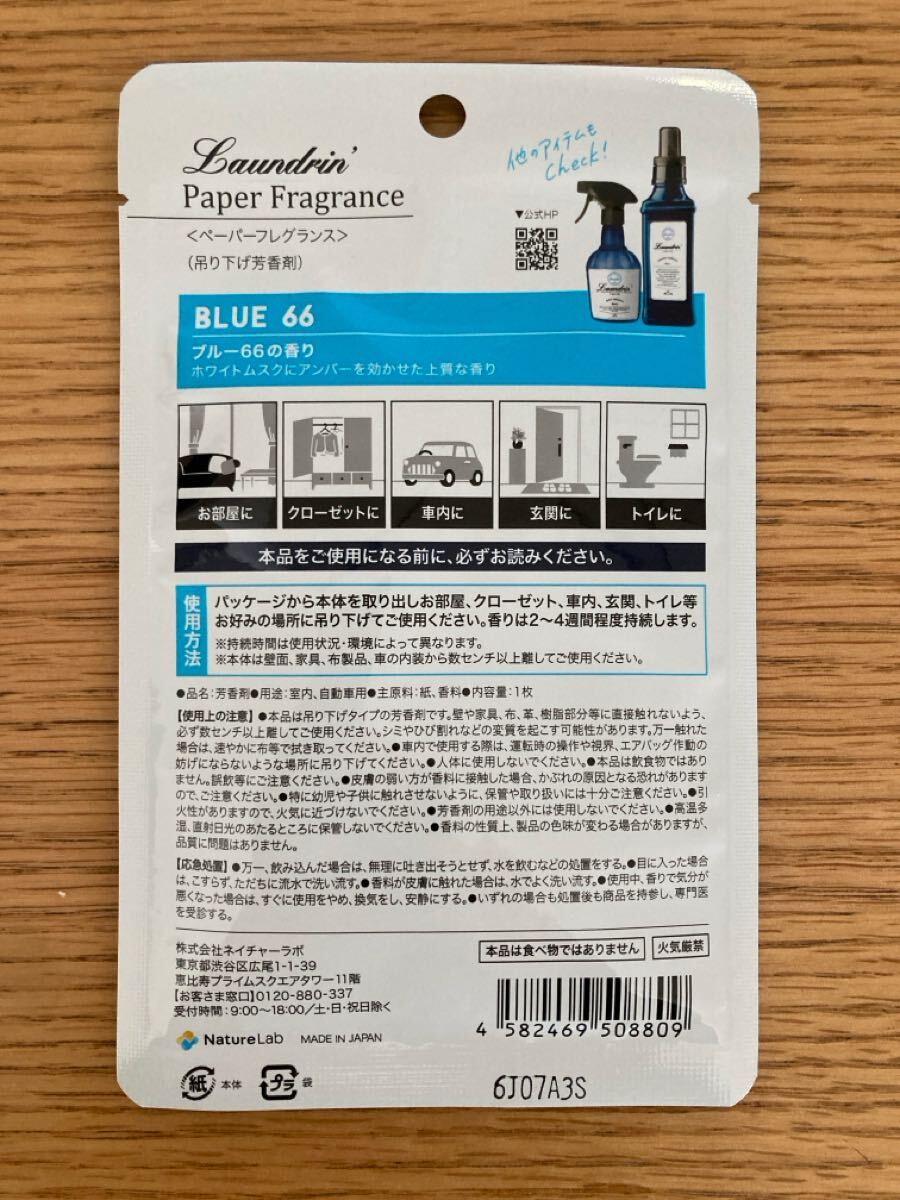 Laundrin'
Paper Fragrance
<ペーパーフレグランス>
(吊り下げ芳香剤)
他のアイテムも
Check!
▼公式HP
Laundrin'
Laundrin'
BLUE 66
ブルー66の香り
ホワイトムスクにアンバーを効かせた上質な香り
お部屋に
クローゼットに
車内に
玄関に
トイレに
本品をご使用になる前に、必ずお読みください。
使用方法
パッケージから本体を取り出しお部屋、クローゼット、車内、玄関、トイレ等
お好みの場所に吊り下げてご使用ください。香りは2〜4週間程度持続します。
※持続時間は使用状況・環境によって異なります。
※本体は壁面、家具、布製品、車の内装から数センチ以上離してご使用ください。
●品名:芳香剤●用途:室内、自動車用●主原料:紙、香料●内容量:1枚
【使用上の注意】●本品は吊り下げタイプの芳香剤です。壁や家具、布、革、樹脂部分等に直接触れないよう、
必ず数センチ以上離してご使用ください。シミやひび割れなどの変質を起こす可能性があります。万一触れた
場合は、速やかに布等で拭き取ってください。●車内で使用する際は、運転時の操作や視界、エアバッグ作動の
妨げにならないような場所に吊り下げてください。●人体に使用しないでください。●本品は飲食物ではあり
ません。誤飲等にご注意ください。●皮膚の弱い方が香料に接触した場合、かぶれの原因となる恐れがあります
ので、ご注意ください。●特に幼児や子供に触れさせないように、保管や取り扱いには十分ご注意ください。●引
火性がありますので、火気に近づけないでください。●芳香剤の用途以外には使用しないでください。●高温多
湿、直射日光のあたるところに保管しないでください。●香料の性質上、製品の色味が変わる場合がありますが、
品質に問題はありません。
【応急処置】●万一、飲み込んだ場合は、無理に吐き出そうとせず、水を飲むなどの処置をする。●目に入った場合
は、こすらず、ただちに流水で洗い流す。●香料が皮膚に触れた場合は、水でよく洗い流す。●使用中、香りで気分が
悪くなった場合は、すぐに使用をやめ、換気をし、安静にする。●いずれの場合も処置後も商品を持参し、専門医
を受診する。
株式会社ネイチャーラボ
東京都渋谷区広尾1-1-39
恵比寿プライムスクエアタワー11階
【お客さま窓口】0120-880-337
受付時間:9:00〜18:00/土・日・祝日除く
本品は食べ物ではありません
火気厳禁
4 582469 508809
NatureLab MADE IN JAPAN
紙 本体
プラ 袋
6J07A3S